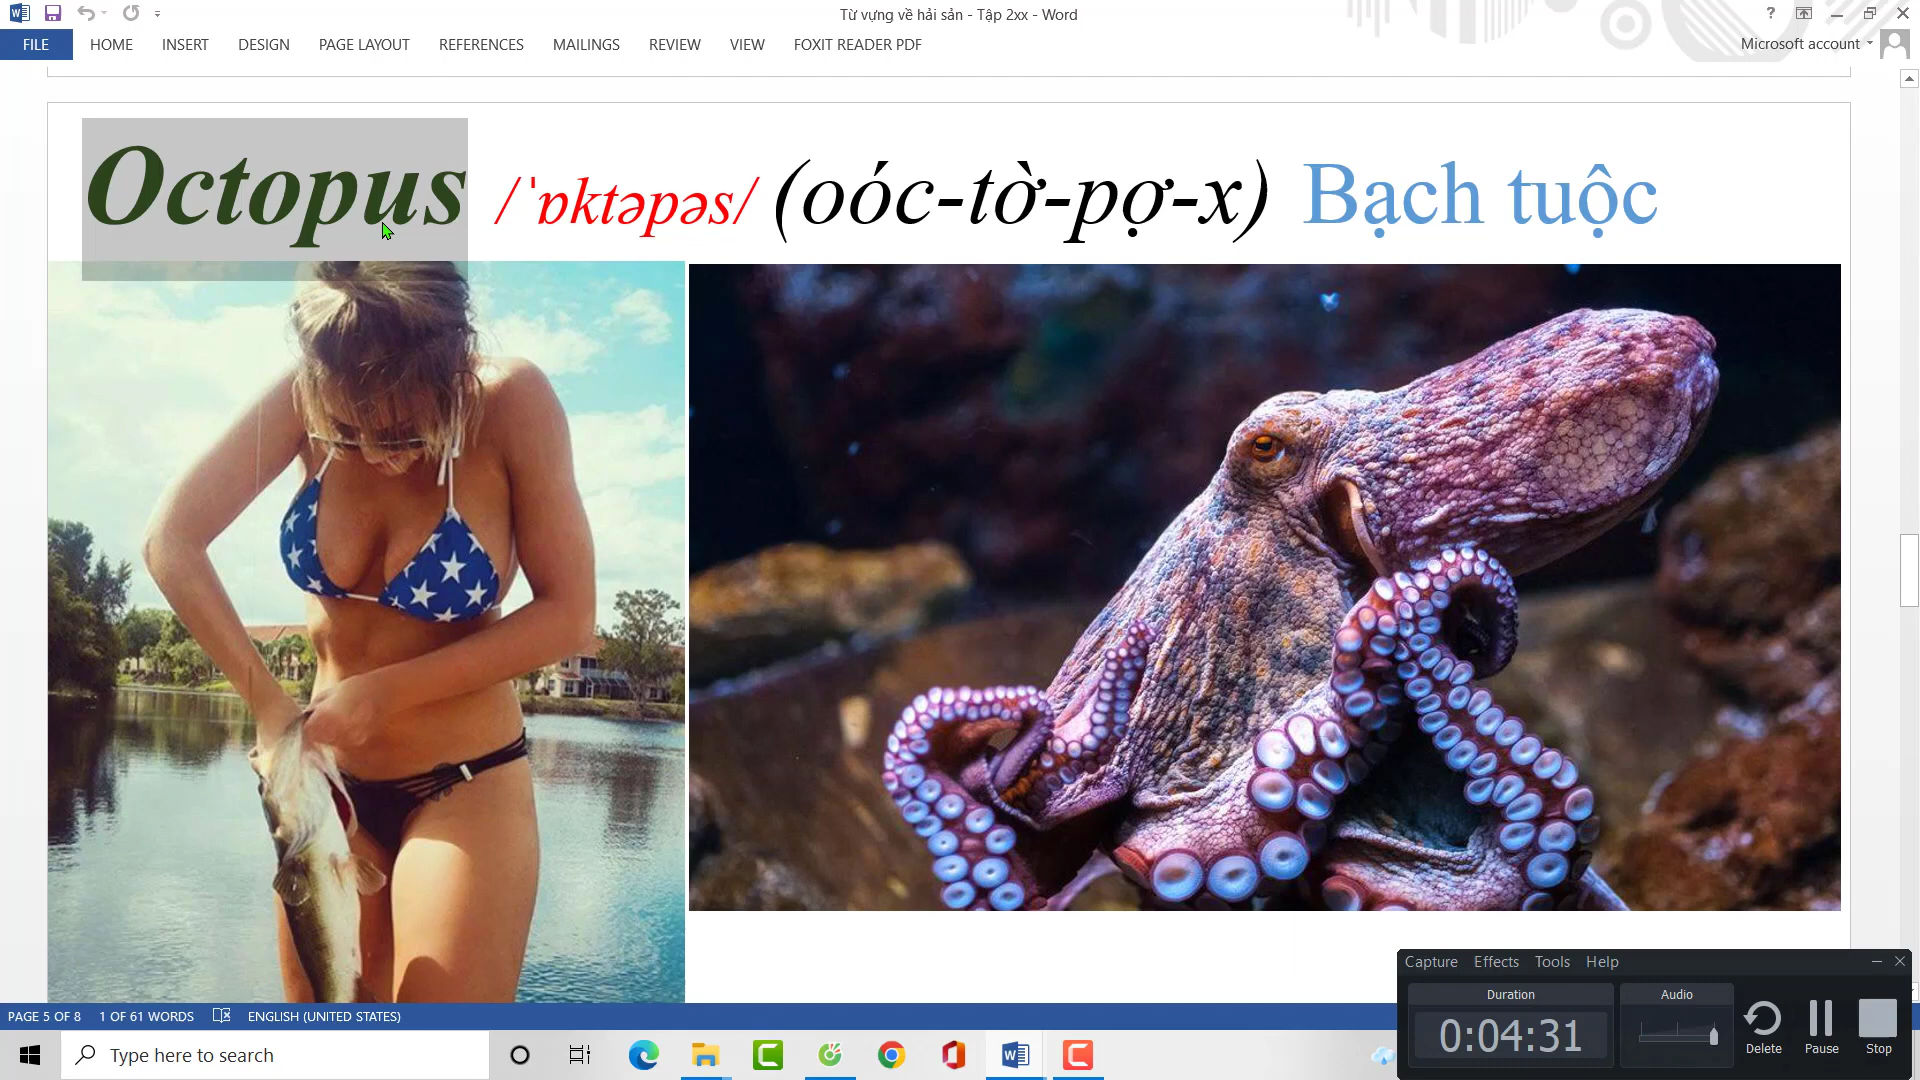 Từ vựng về hải sản - Tập 2xx - Word
FILE HOME INSERT DESIGN PAGE LAYOUT REFERENCES MAILINGS REVIEW VIEW FOXIT READER PDF Microsoft account
Octopus /ˈɒktəpəs/ (oóc-tờ-pợ-x) Bạch tuộc
Capture Effects Tools Help
Duration Audio
0:04:31
Delete Pause Stop
PAGE 5 OF 8 1 OF 61 WORDS ENGLISH (UNITED STATES)
Type here to search